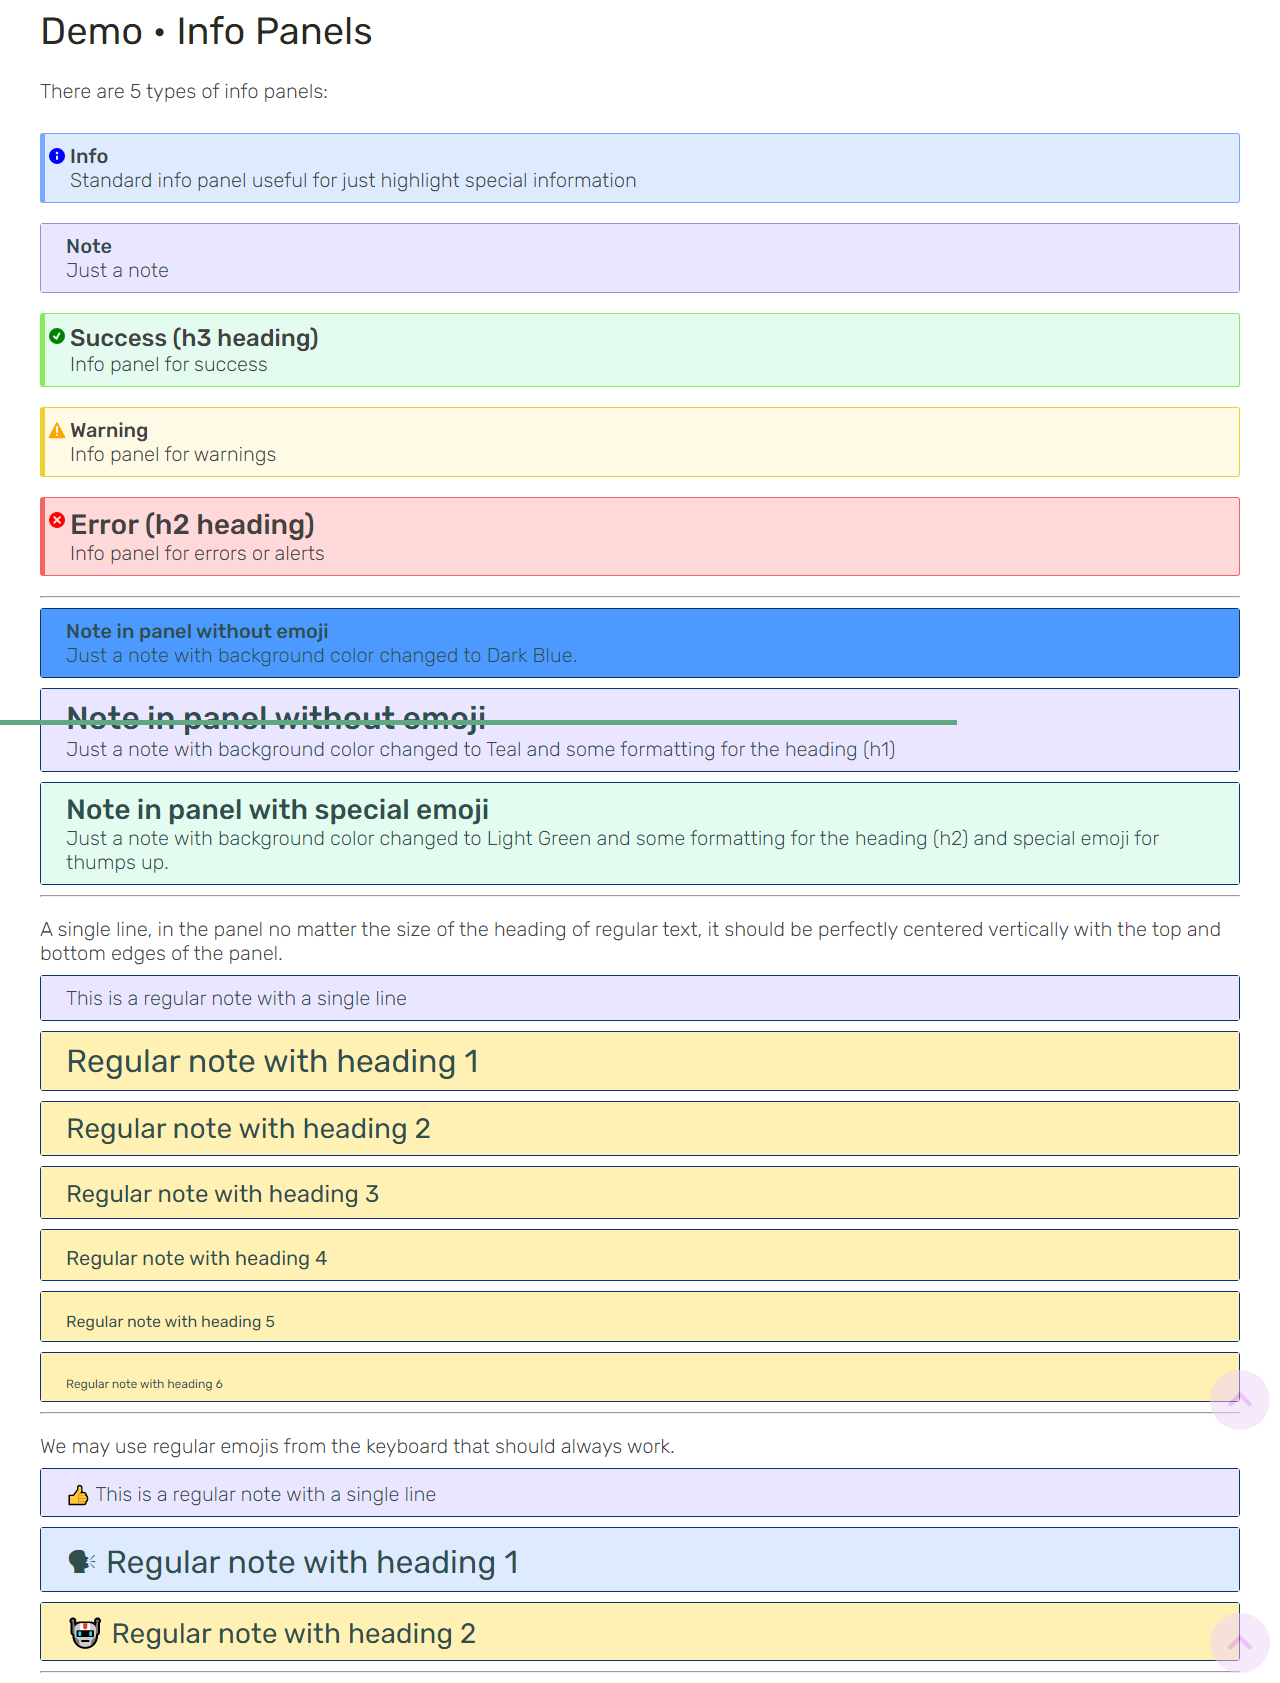 Demo • Info Panels
There are 5 types of info panels:
Info
Standard info panel useful for just highlight special information
Note
Just a note
Success (h3 heading)
Info panel for success
Warning
Info panel for warnings
Error (h2 heading)
Info panel for errors or alerts
Note in panel without emoji
Just a note with background color changed to Dark Blue.
Note in panel without emoji
Just a note with background color changed to Teal and some formatting for the heading (h1)
Note in panel with special emoji
Just a note with background color changed to Light Green and some formatting for the heading (h2) and special emoji for
thumps up.
A single line, in the panel no matter the size of the heading of regular text, it should be perfectly centered vertically with the top and
bottom edges of the panel.
This is a regular note with a single line
Regular note with heading 1
Regular note with heading 2
Regular note with heading 3
Regular note with heading 4
Regular note with heading 5
Regular note with heading 6
We may use regular emojis from the keyboard that should always work.
👍 This is a regular note with a single line
🗣 Regular note with heading 1
🤖 Regular note with heading 2